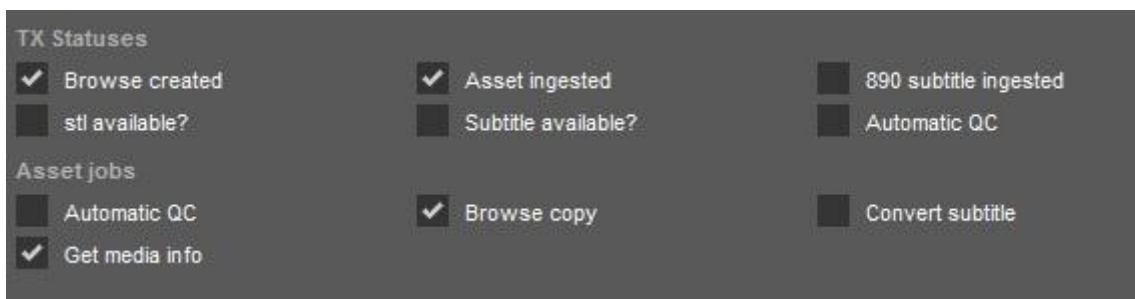 TX Statuses
Browse created Asset ingested 890 subtitle ingested
stl available? Subtitle available? Automatic QC
Asset jobs
Automatic QC Browse copy Convert subtitle
Get media info